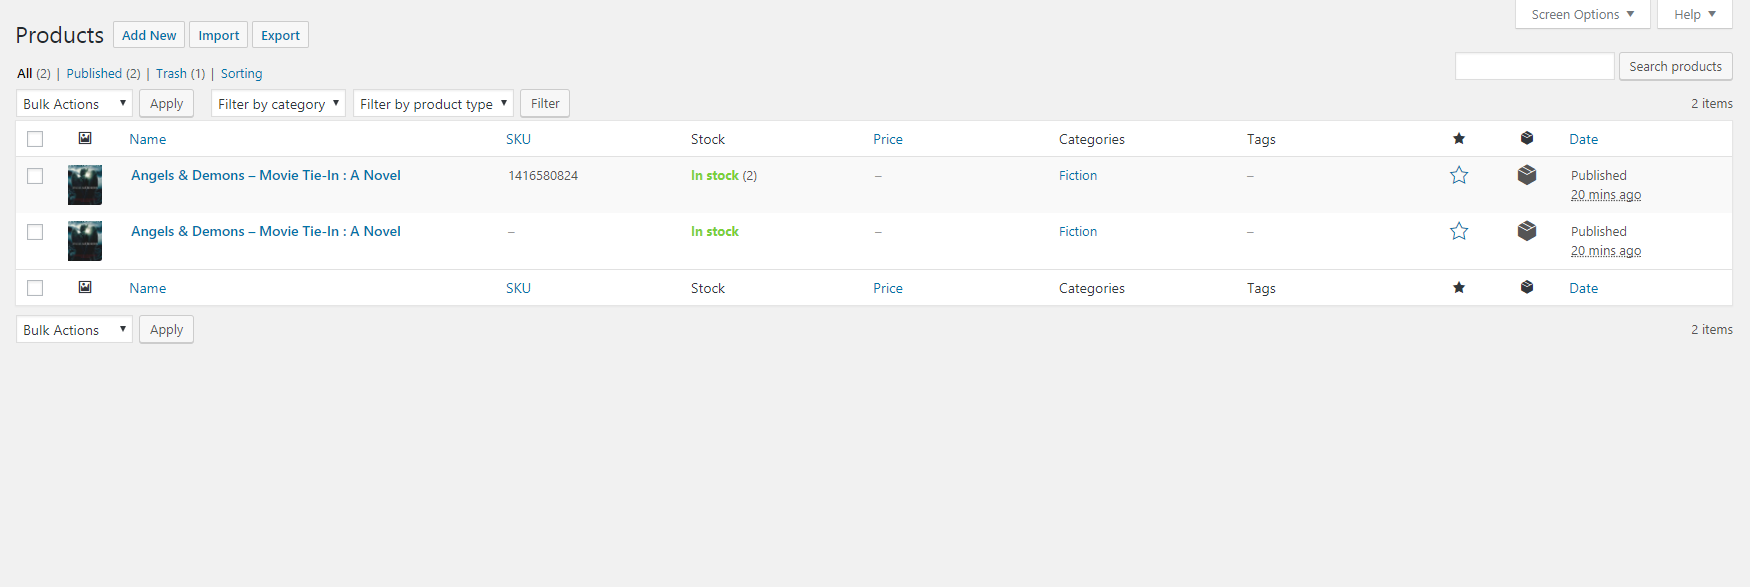 Screen Options ▼ Help ▼
Products Add New Import Export
All (2) | Published (2) | Trash (1) | Sorting
Search products
Bulk Actions ▼ Apply Filter by category ▼ Filter by product type ▼ Filter 2 items
Name SKU Stock Price Categories Tags Date
Angels & Demons – Movie Tie-In : A Novel 1416580824 In stock (2) – Fiction – Published
20 mins ago
Angels & Demons – Movie Tie-In : A Novel – In stock – Fiction – Published
20 mins ago
Name SKU Stock Price Categories Tags Date
Bulk Actions ▼ Apply 2 items